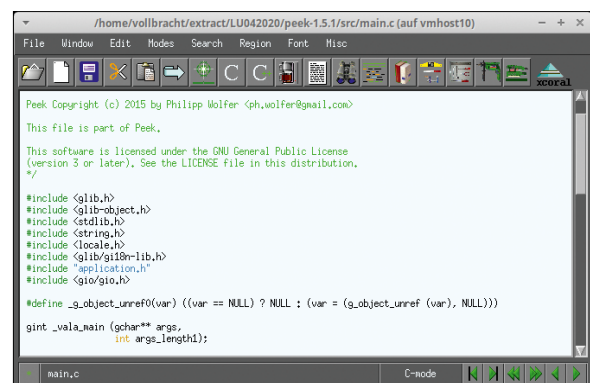 /home/vollbracht/extract/LU042020/peek-1.5.1/src/main.c (auf vmhost10)
File Window Edit Modes Search Region Font Misc
C C xcoral
Peek Copyright (c) 2015 by Philipp Wolfer <ph.wolfer@gmail.com>
This file is part of Peek.
This software is licensed under the GNU General Public License
(version 3 or later). See the LICENSE file in this distribution.
*/
#include <glib.h>
#include <glib-object.h>
#include <stdlib.h>
#include <string.h>
#include <locale.h>
#include <glib/gi18n-lib.h>
#include "application.h"
#include <gio/gio.h>
#define _g_object_unref0(var) ((var == NULL) ? NULL : (var = (g_object_unref (var), NULL)))
gint _vala_main (gchar** args,
int args_length1);
main.c C-mode